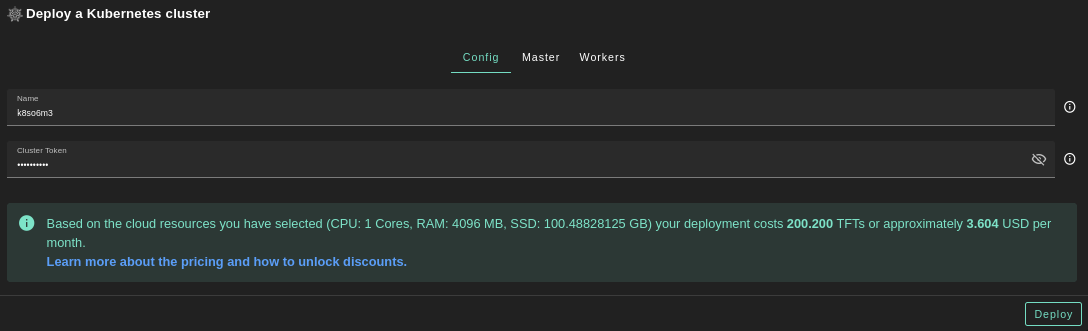 Deploy a Kubernetes cluster
Config Master Workers
Name
k8so6m3
Cluster Token
••••••••••
Based on the cloud resources you have selected (CPU: 1 Cores, RAM: 4096 MB, SSD: 100.48828125 GB) your deployment costs 200.200 TFTs or approximately 3.604 USD per
month.
Learn more about the pricing and how to unlock discounts.
Deploy